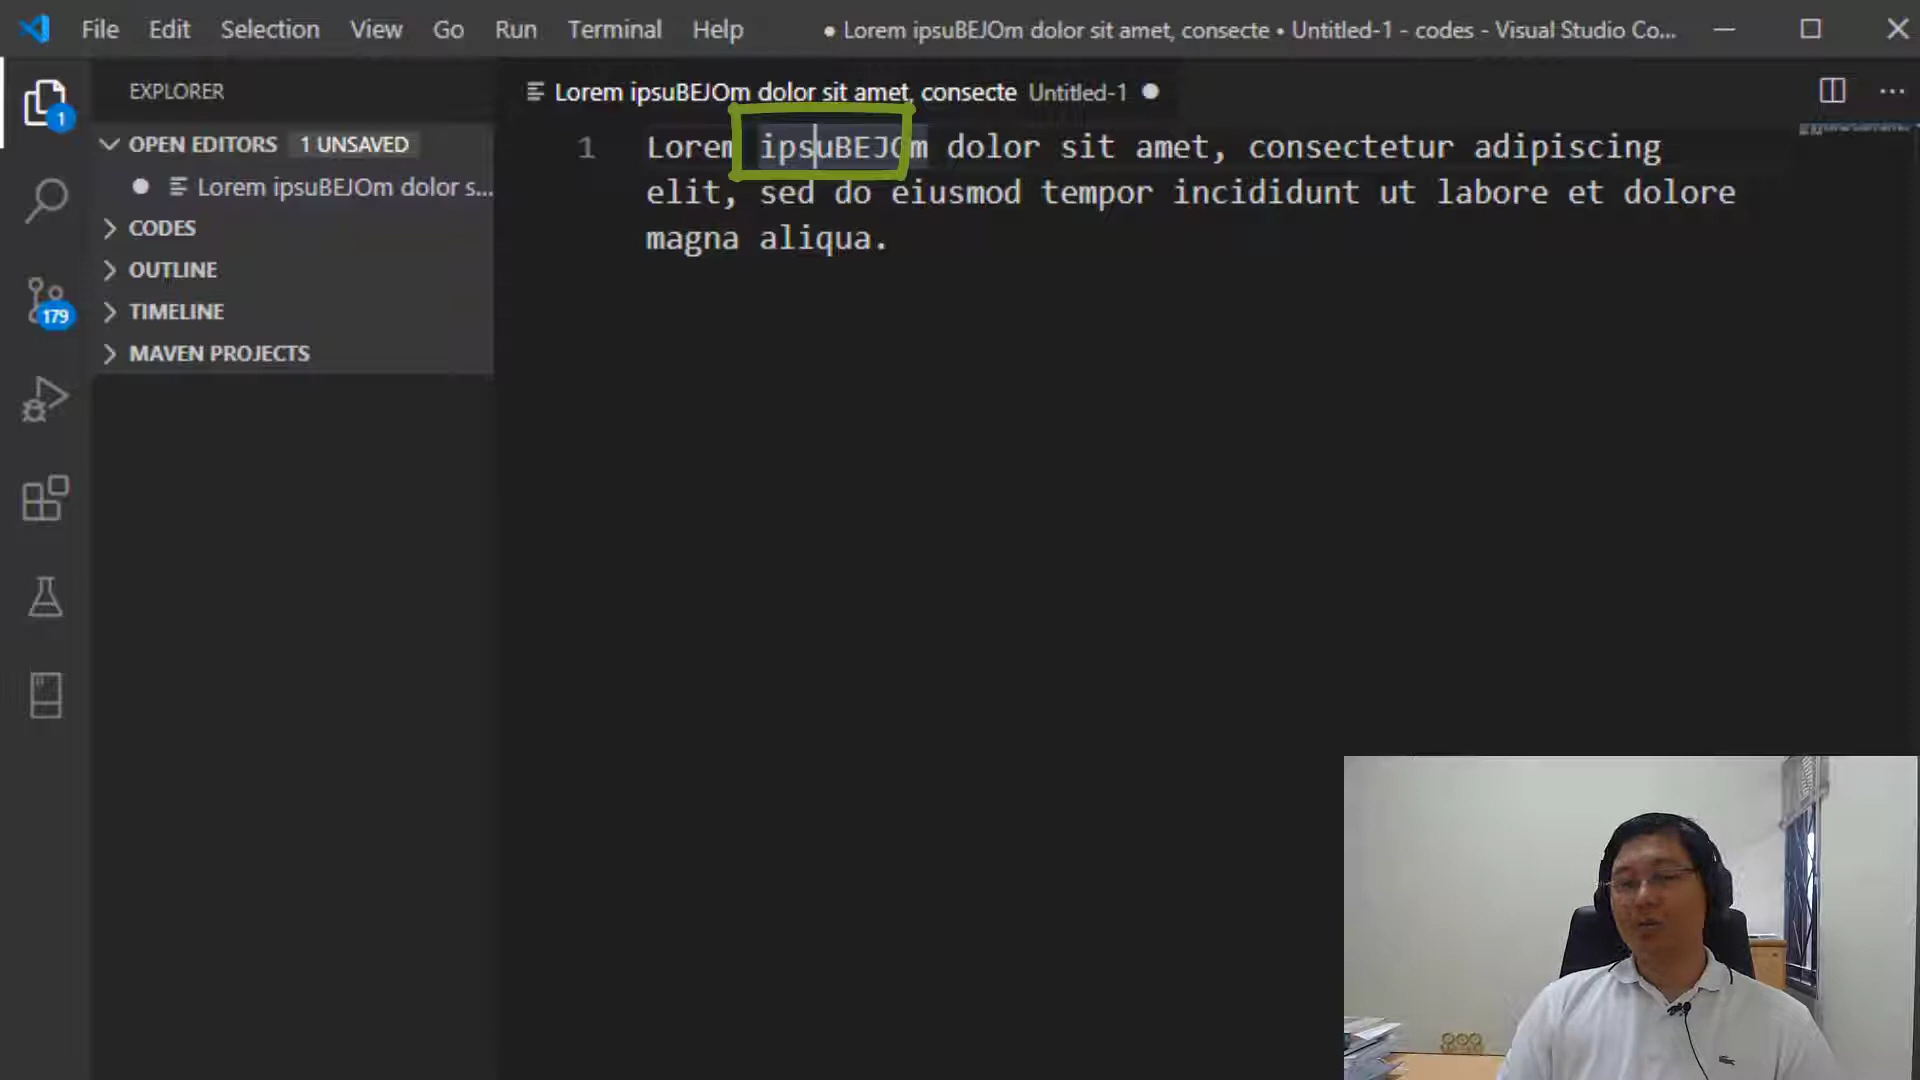 File Edit Selection View Go Run Terminal Help ● Lorem ipsuBEJOm dolor sit amet, consecte • Untitled-1 - codes - Visual Studio Co...
EXPLORER
OPEN EDITORS 1 UNSAVED
Lorem ipsuBEJOm dolor s...
CODES
OUTLINE
TIMELINE
MAVEN PROJECTS
1
179
Lorem ipsuBEJOm dolor sit amet, consecte Untitled-1
1 Lorem ipsuBEJOm dolor sit amet, consectetur adipiscing
elit, sed do eiusmod tempor incididunt ut labore et dolore
magna aliqua.